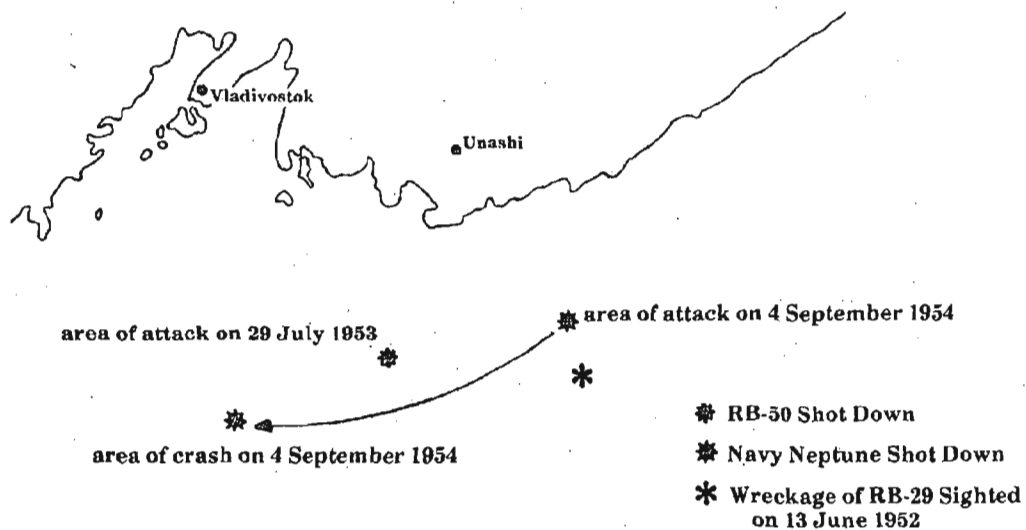 Vladivostok
Unashi
area of attack on 4 September 1954
area of attack on 29 July 1953
area of crash on 4 September 1954
RB-50 Shot Down
Navy Neptune Shot Down
Wreckage of RB-29 Sighted
on 13 June 1952